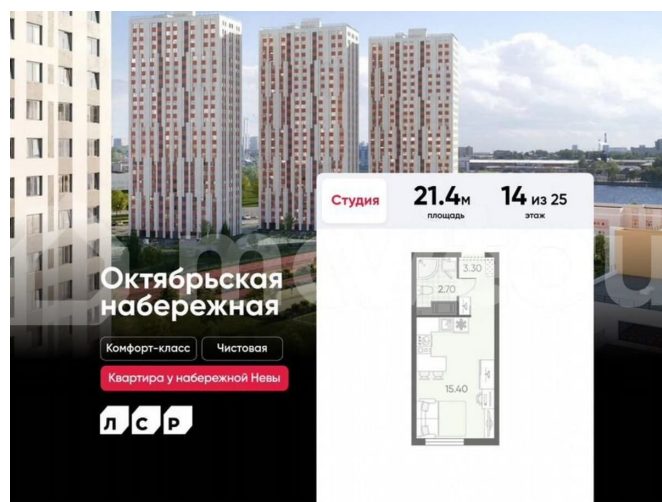 Студия
21.4м
площадь
14 из 25
этаж
3.30
2.70
15.40
Октябрьская
набережная
Комфорт-класс
Чистовая
Квартира у набережной Невы
ЛСР